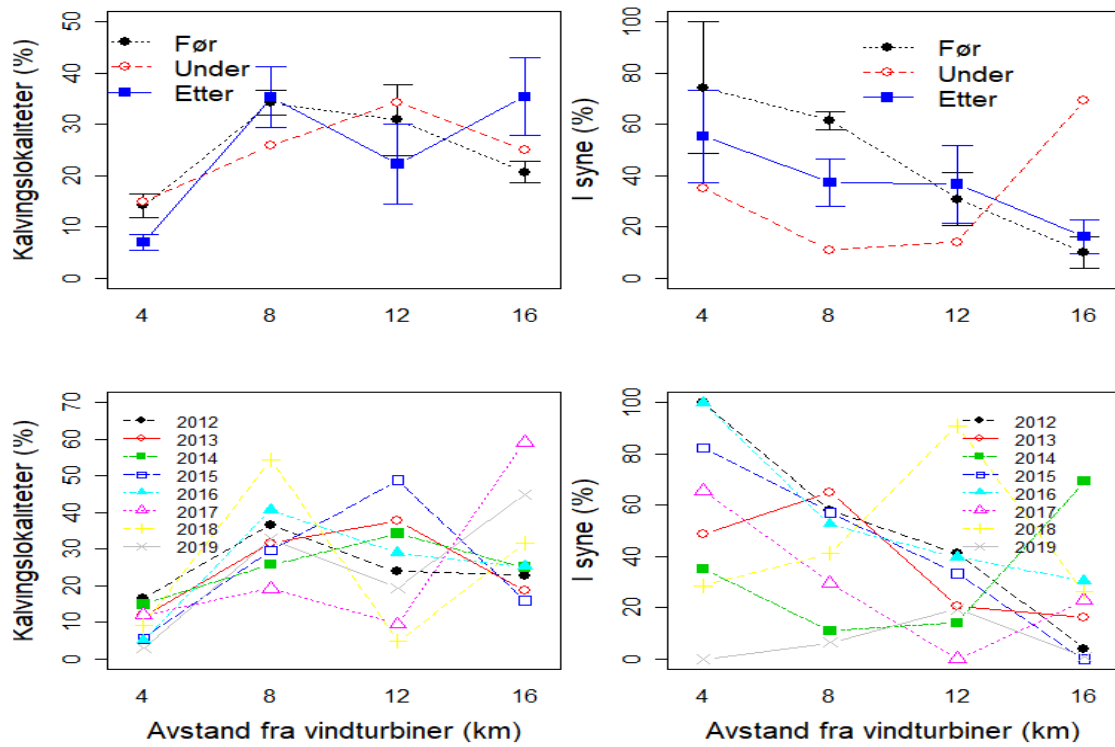 Kalvingslokaliteter (%)
50
40
30
20
10
0
Før
Under
Etter
4 8 12 16
I syne (%)
100
80
60
40
20
0
Før
Under
Etter
4 8 12 16
Kalvingslokaliteter (%)
70
60
50
40
30
20
10
0
2012
2013
2014
2015
2016
2017
2018
2019
4 8 12 16
Avstand fra vindturbiner (km)
I syne (%)
100
80
60
40
20
0
2012
2013
2014
2015
2016
2017
2018
2019
4 8 12 16
Avstand fra vindturbiner (km)